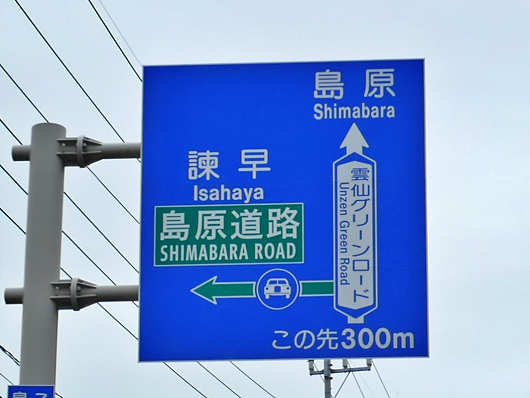 島原
Shimabara
諫早
Isahaya
島原道路
SHIMABARA ROAD
雲仙グリーンロード
Unzen Green Road
この先300m